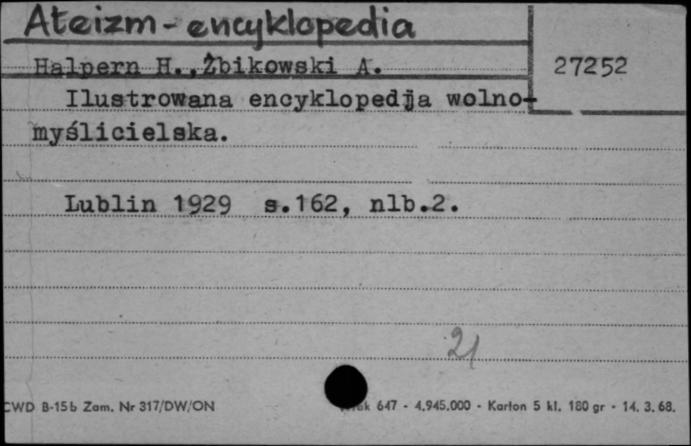 Ateizm - encyklopedia
Halpern H., Żbikowski A.
27252
Ilustrowana encyklopedja wolno-
myślicielska.
Lublin 1929 s.162, nlb.2.
21
CWD B-15b Zam. Nr 317/DW/ON
647 - 4.945.000 - Karton 5 kl. 180 gr - 14. 3. 68.